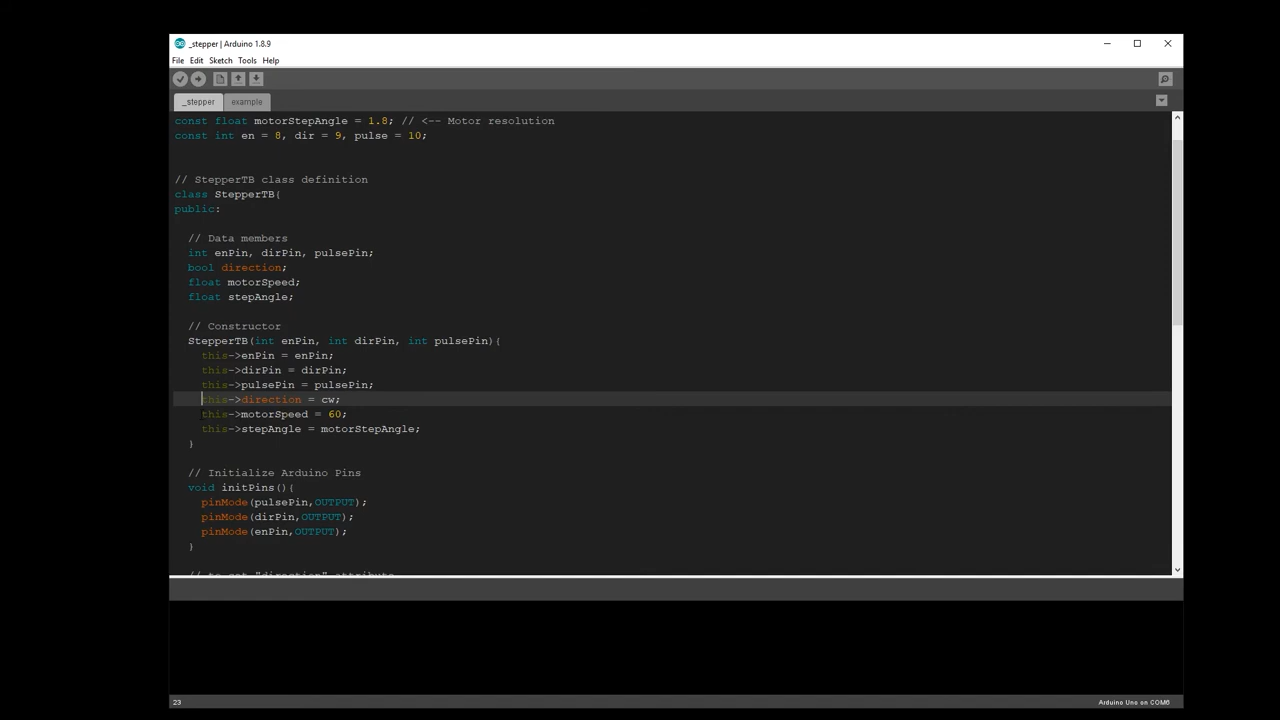 _stepper | Arduino 1.8.9
File Edit Sketch Tools Help
_stepper example
const float motorStepAngle = 1.8; // <-- Motor resolution
const int en = 8, dir = 9, pulse = 10;
// StepperTB class definition
class StepperTB{
public:
// Data members
int enPin, dirPin, pulsePin;
bool direction;
float motorSpeed;
float stepAngle;
// Constructor
StepperTB(int enPin, int dirPin, int pulsePin){
this->enPin = enPin;
this->dirPin = dirPin;
this->pulsePin = pulsePin;
this->direction = cw;
this->motorSpeed = 60;
this->stepAngle = motorStepAngle;
}
// Initialize Arduino Pins
void initPins(){
pinMode(pulsePin,OUTPUT);
pinMode(dirPin,OUTPUT);
pinMode(enPin,OUTPUT);
}
// to set "direction" attribute
23 Arduino Uno on COM6